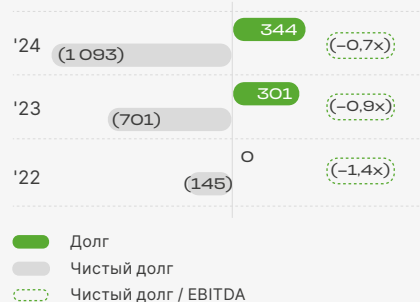 344
'24 (1 093) (−0,7x)
301
'23 (701) (−0,9x)
0
'22 (145) (−1,4x)
Долг
Чистый долг
Чистый долг / EBITDA